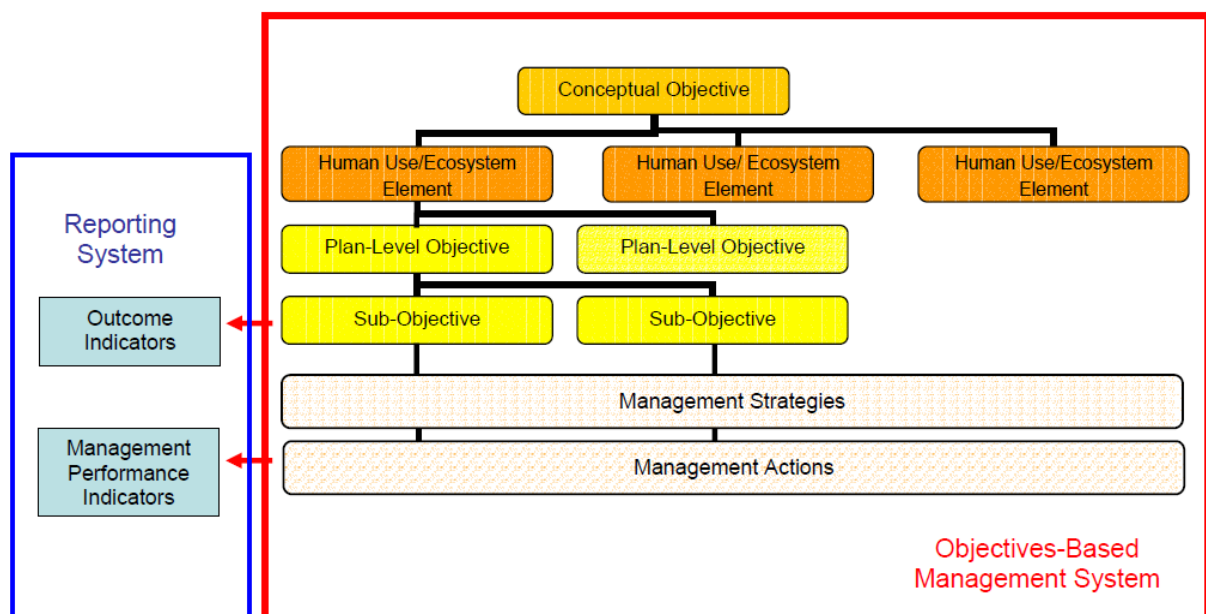 Conceptual Objective
Human Use/Ecosystem
Element
Human Use/ Ecosystem
Element
Human Use/Ecosystem
Element
Reporting
System
Plan-Level Objective
Plan-Level Objective
Outcome
Indicators
Sub-Objective
Sub-Objective
Management Strategies
Management
Performance
Indicators
Management Actions
Objectives-Based
Management System